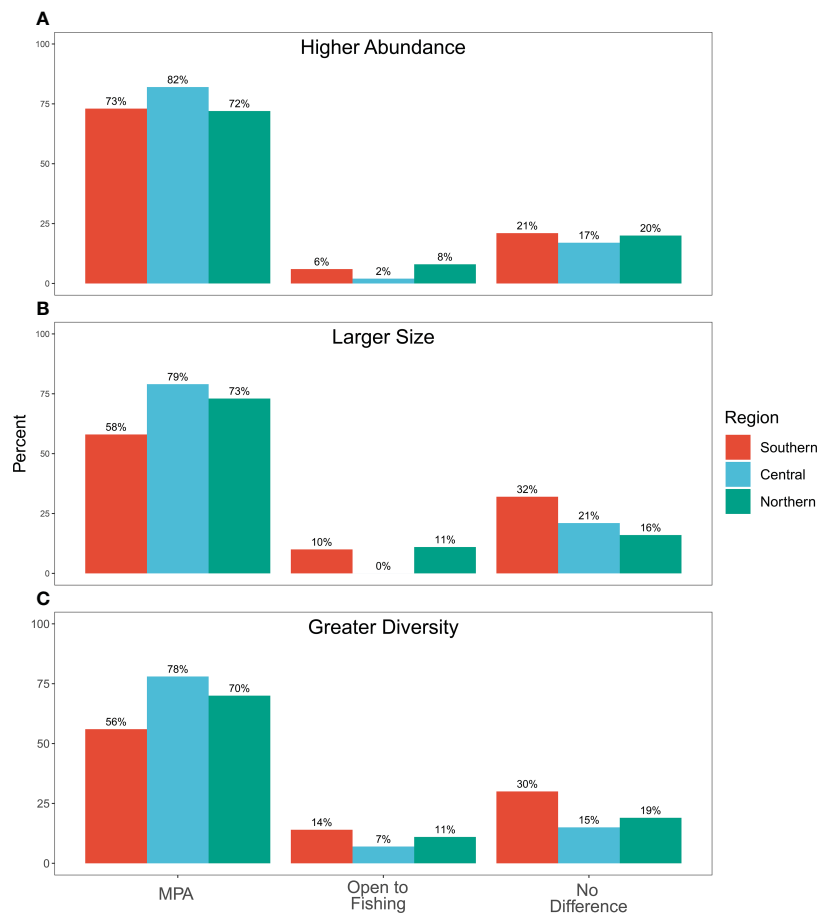 A
Higher Abundance
100
75
50
25
0
73%
82%
72%
6%
2%
8%
21%
17%
20%
B
Larger Size
100
75
50
25
0
58%
79%
73%
10%
0%
11%
32%
21%
16%
Percent
Region
Southern
Central
Northern
C
Greater Diversity
100
75
50
25
0
56%
78%
70%
14%
7%
11%
30%
15%
19%
MPA
Open to
Fishing
No
Difference